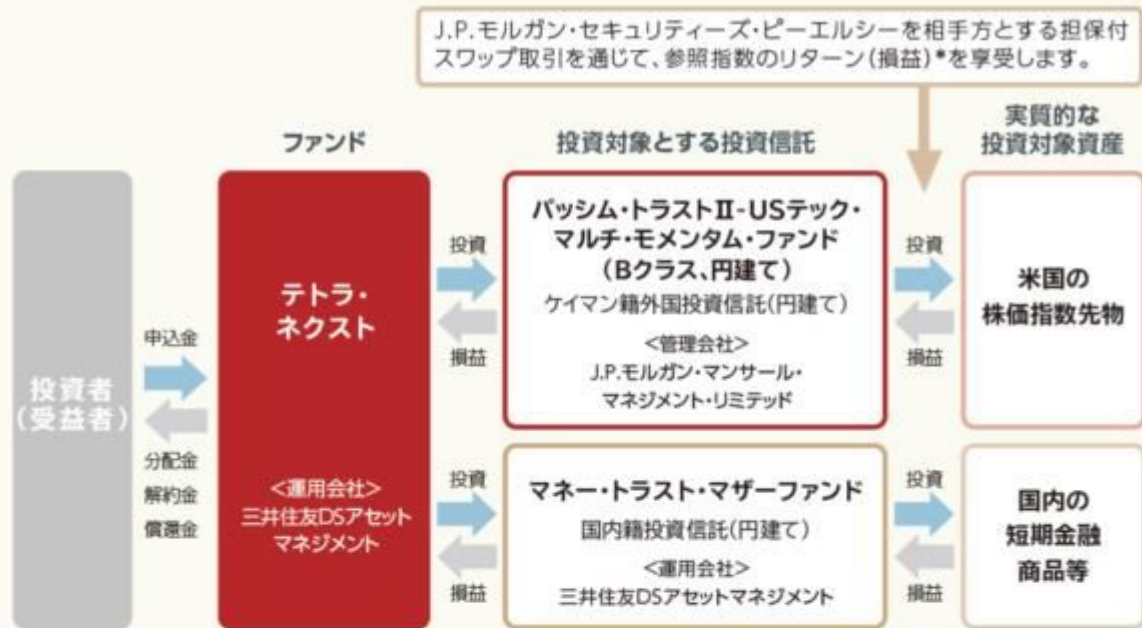 J.P.モルガン・セキュリティーズ・ピーエルシーを相手方とする担保付
スワップ取引を通じて、参照指数のリターン(損益)*を享受します。
ファンド
投資対象とする投資信託
実質的な
投資対象資産
投資者
(受益者)
申込金
分配金
解約金
償還金
テトラ・
ネクスト
<運用会社>
三井住友DSアセット
マネジメント
投資
損益
パッシム・トラストⅡ-USテック・
マルチ・モメンタム・ファンド
(Bクラス、円建て)
ケイマン籍外国投資信託(円建て)
<管理会社>
J.P.モルガン・マンサール・
マネジメント・リミテッド
投資
損益
米国の
株価指数先物
投資
損益
マネー・トラスト・マザーファンド
国内籍投資信託(円建て)
<運用会社>
三井住友DSアセットマネジメント
投資
損益
国内の
短期金融
商品等